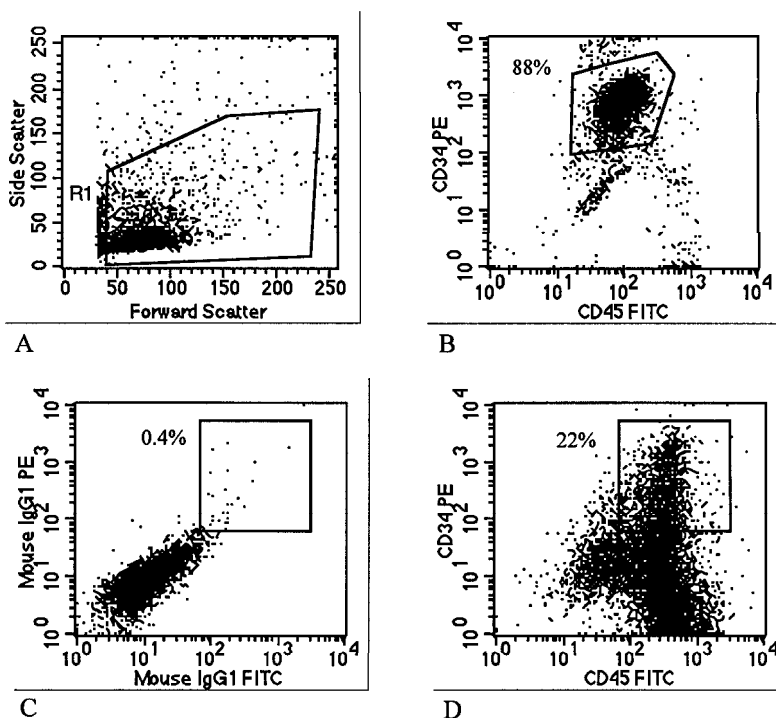 250
200
150
100
50
0
Side Scatter
R1
0 50 100 150 200 250
Forward Scatter
A
10^4
10^3
10^2
10^1
10^0
CD34 PE
88%
10^0 10^1 10^2 10^3 10^4
CD45 FITC
B
10^4
10^3
10^2
10^1
10^0
Mouse IgG1 PE
0.4%
10^0 10^1 10^2 10^3 10^4
Mouse IgG1 FITC
C
10^4
10^3
10^2
10^1
10^0
CD34 PE
22%
10^0 10^1 10^2 10^3 10^4
CD45 FITC
D